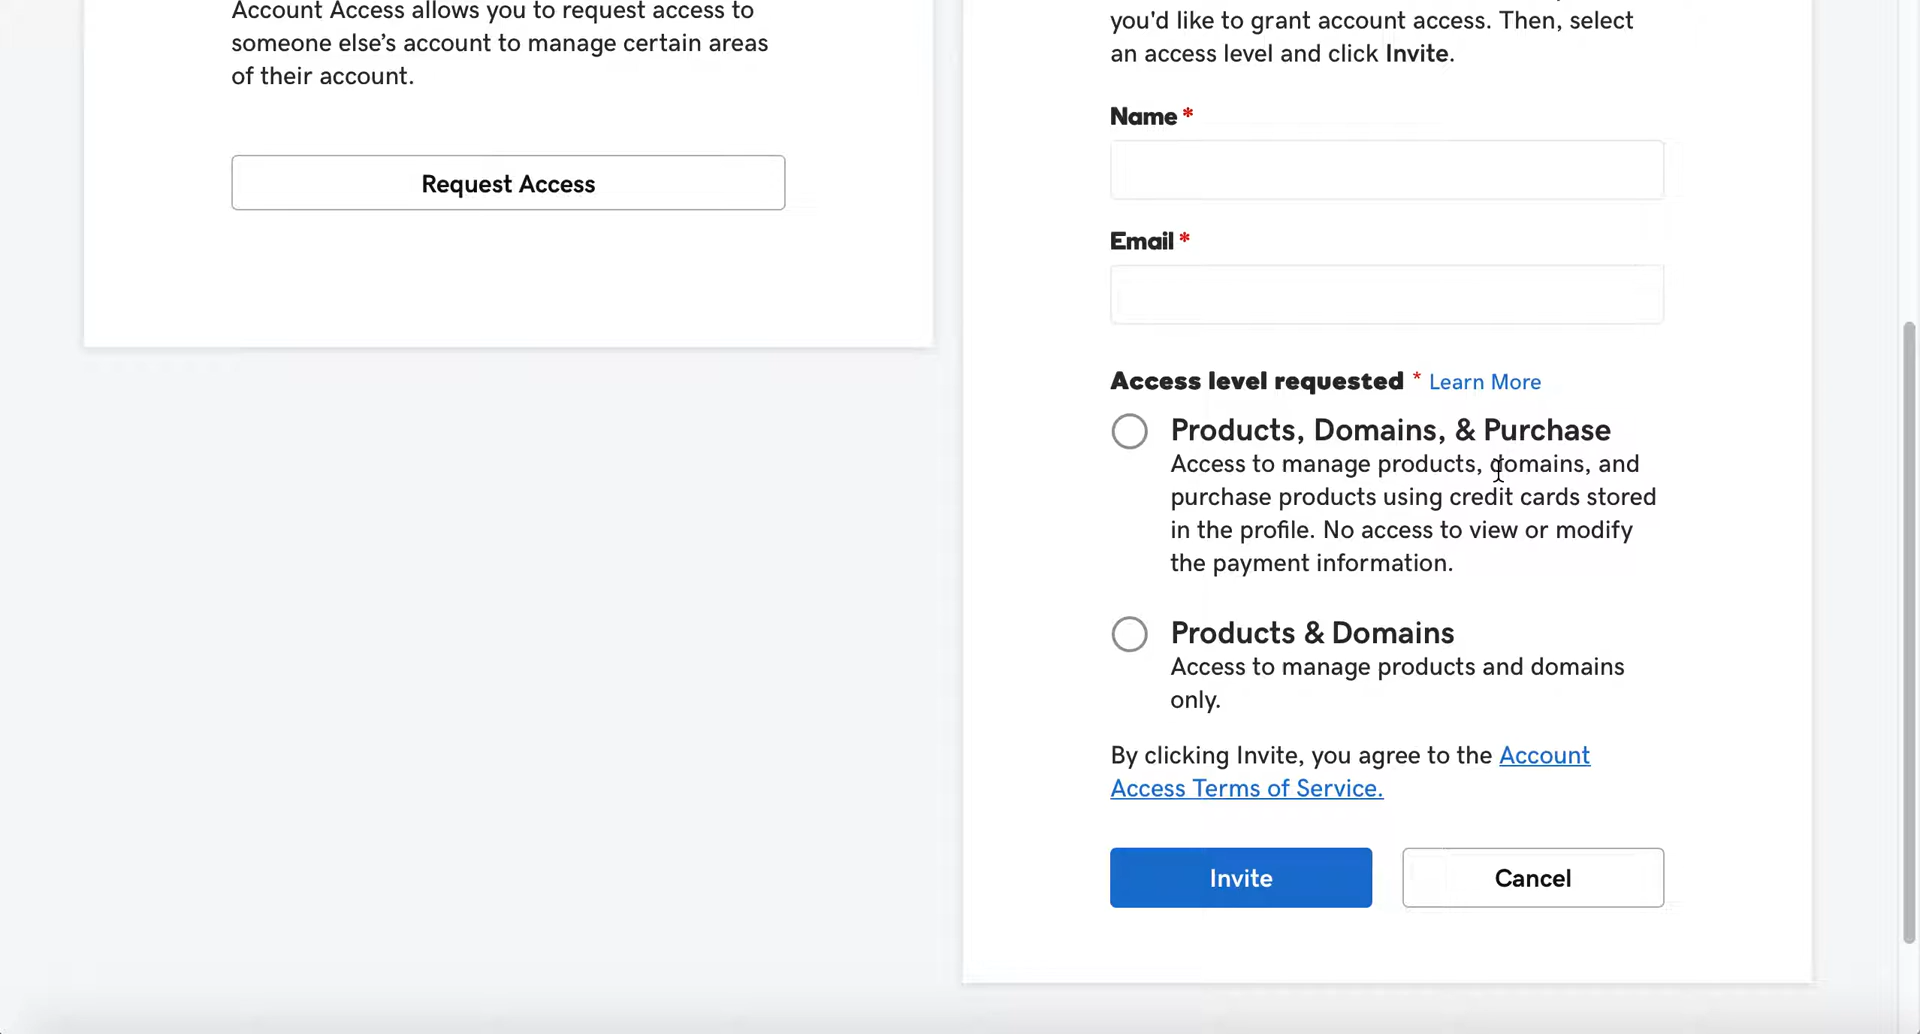 Account Access allows you to request access to
someone else’s account to manage certain areas
of their account.
Request Access
you'd like to grant account access. Then, select
an access level and click Invite.
Name *
Email *
Access level requested * Learn More
Products, Domains, & Purchase
Access to manage products, domains, and
purchase products using credit cards stored
in the profile. No access to view or modify
the payment information.
Products & Domains
Access to manage products and domains
only.
By clicking Invite, you agree to the Account
Access Terms of Service.
Invite
Cancel